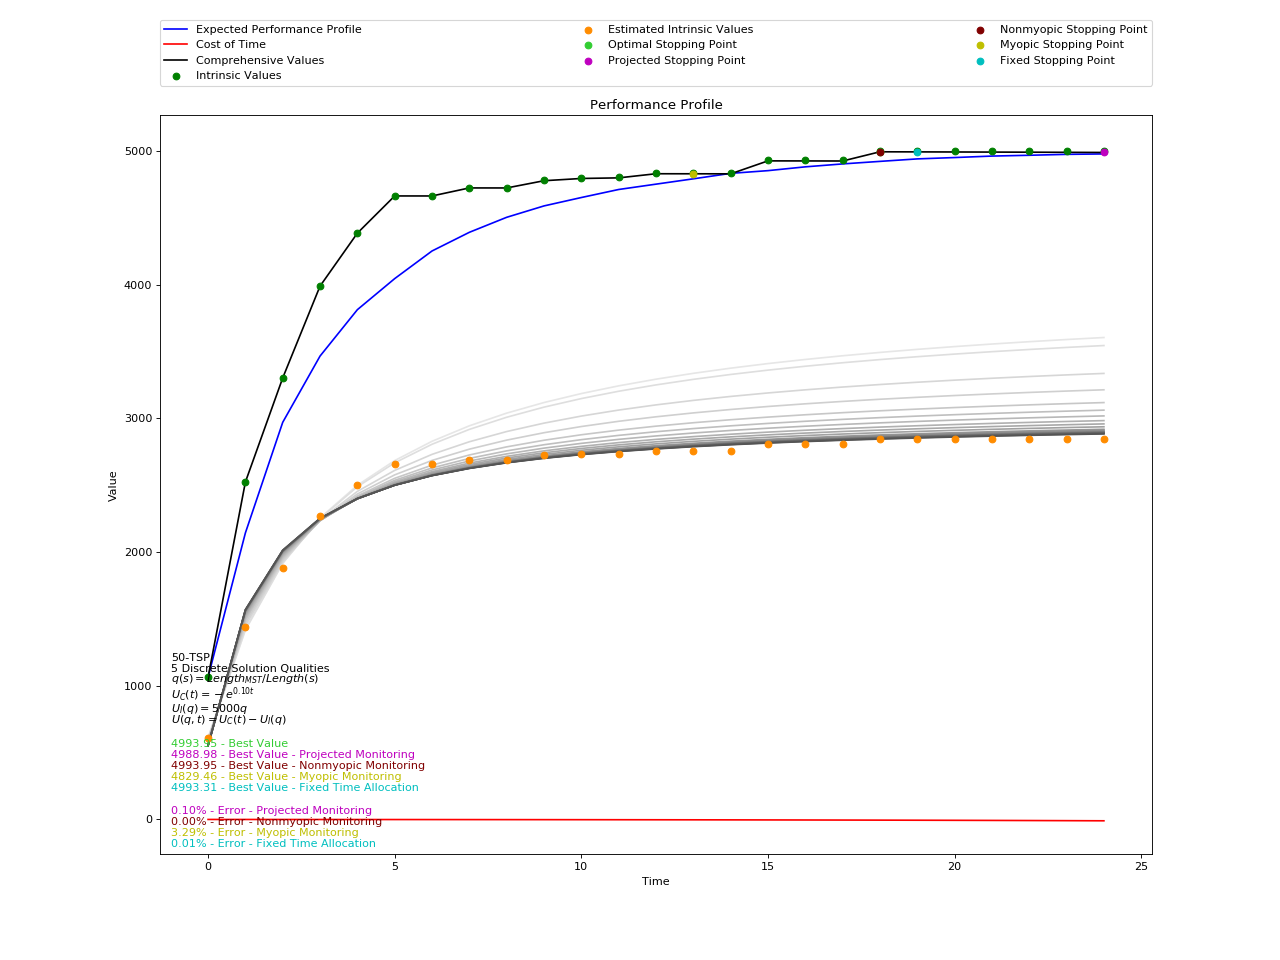 Expected Performance Profile
Cost of Time
Comprehensive Values
Intrinsic Values
Estimated Intrinsic Values
Optimal Stopping Point
Projected Stopping Point
Nonmyopic Stopping Point
Myopic Stopping Point
Fixed Stopping Point
Performance Profile
Value
5000
4000
3000
2000
1000
0
50-TSP
5 Discrete Solution Qualities
q(s) = Length_MST/Length(s)
U_C(t) = −e^0.10t
U_I(q) = 5000q
U(q, t) = U_C(t) − U_I(q)
4993.95 - Best Value
4988.98 - Best Value - Projected Monitoring
4993.95 - Best Value - Nonmyopic Monitoring
4829.46 - Best Value - Myopic Monitoring
4993.31 - Best Value - Fixed Time Allocation
0.10% - Error - Projected Monitoring
0.00% - Error - Nonmyopic Monitoring
3.29% - Error - Myopic Monitoring
0.01% - Error - Fixed Time Allocation
0 5 10 15 20 25
Time